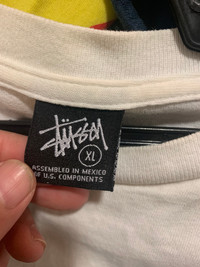 Stüssy
XL
ASSEMBLED IN MEXICO
OF U.S. COMPONENTS